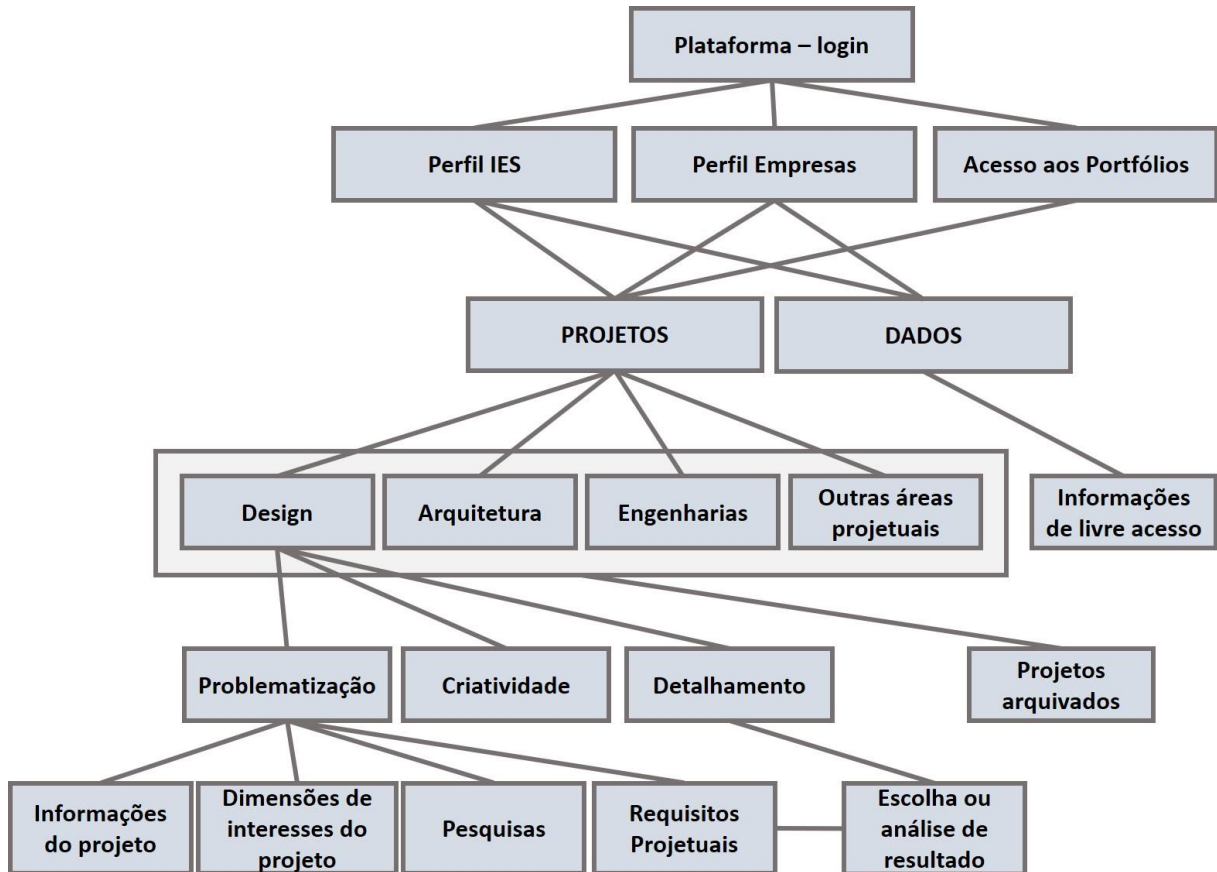 Plataforma – login
Perfil IES
Perfil Empresas
Acesso aos Portfólios
PROJETOS
DADOS
Design
Arquitetura
Engenharias
Outras áreas
projetuais
Informações
de livre acesso
Problematização
Criatividade
Detalhamento
Projetos
arquivados
Informações
do projeto
Dimensões de
interesses do
projeto
Pesquisas
Requisitos
Projetuais
Escolha ou
análise de
resultado